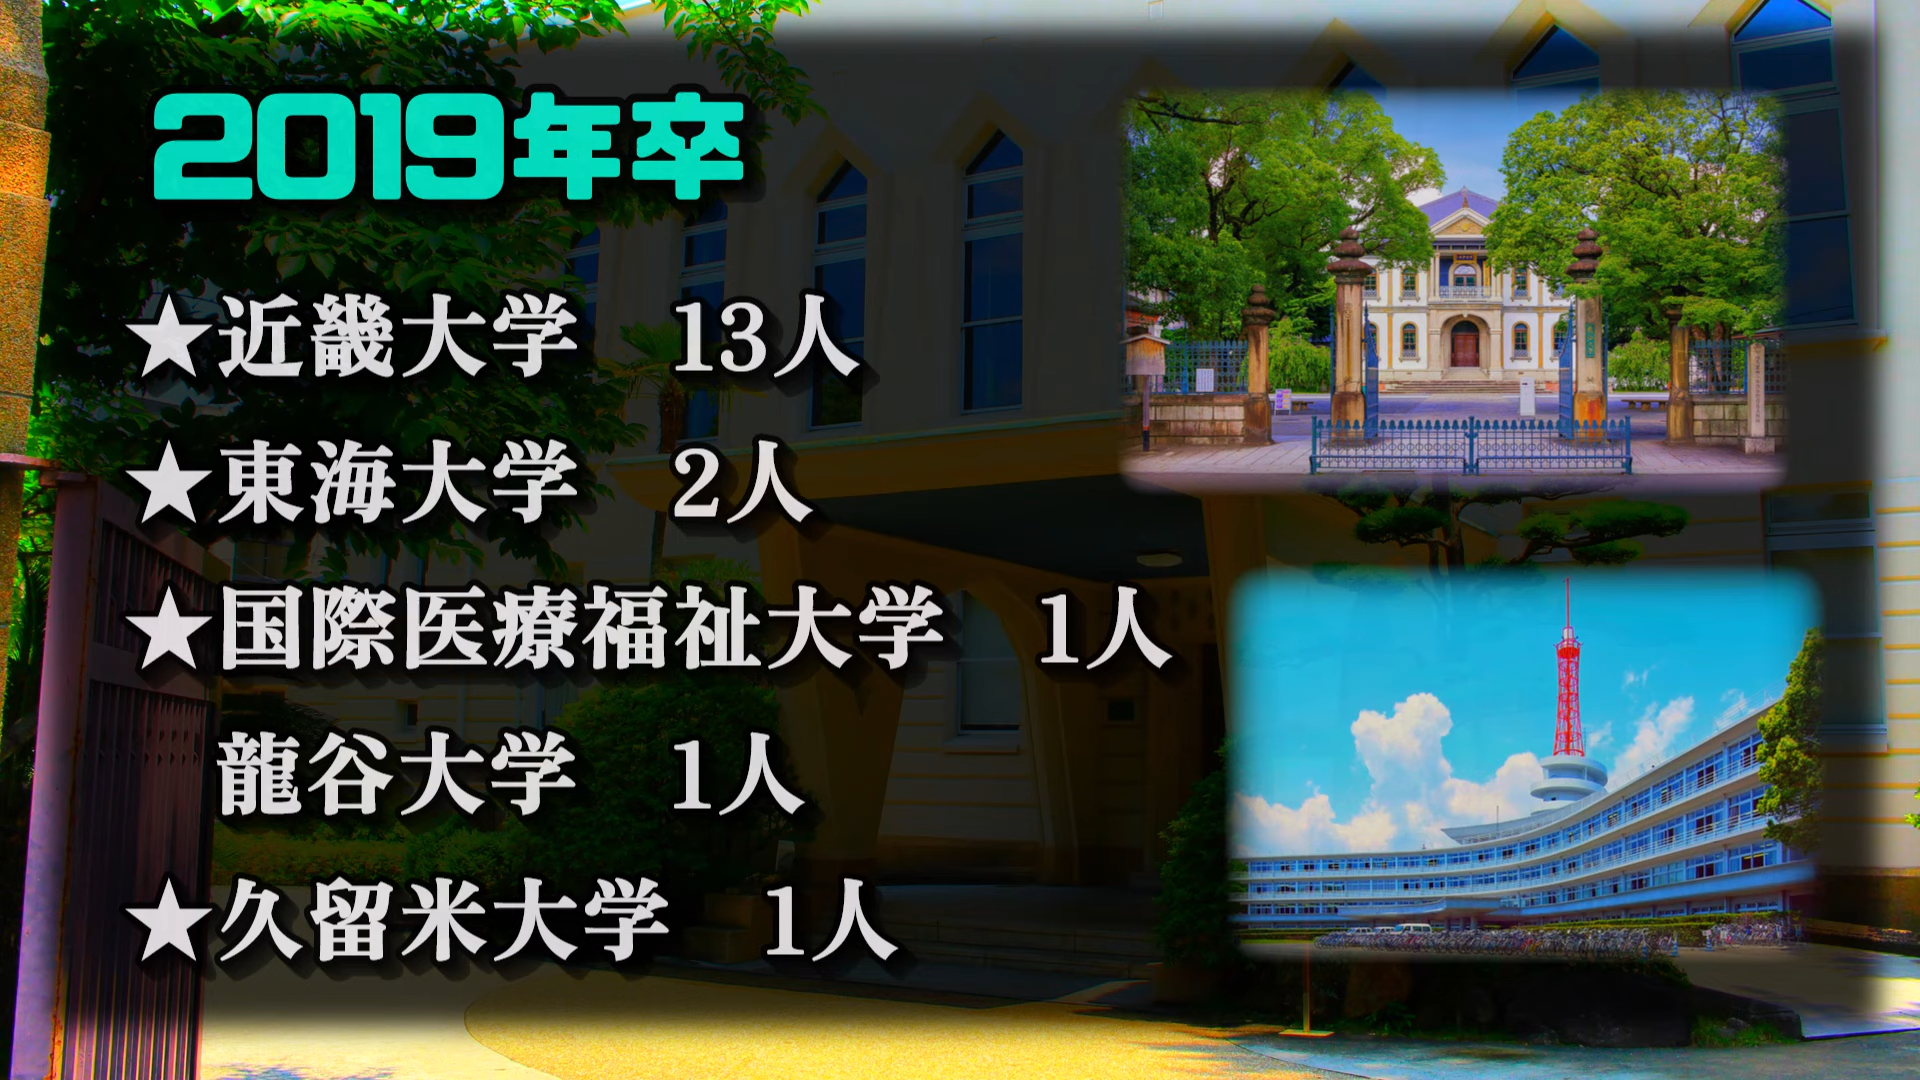 2019年卒
★近畿大学　13人
★東海大学　2人
★国際医療福祉大学　1人
龍谷大学　1人
★久留米大学　1人